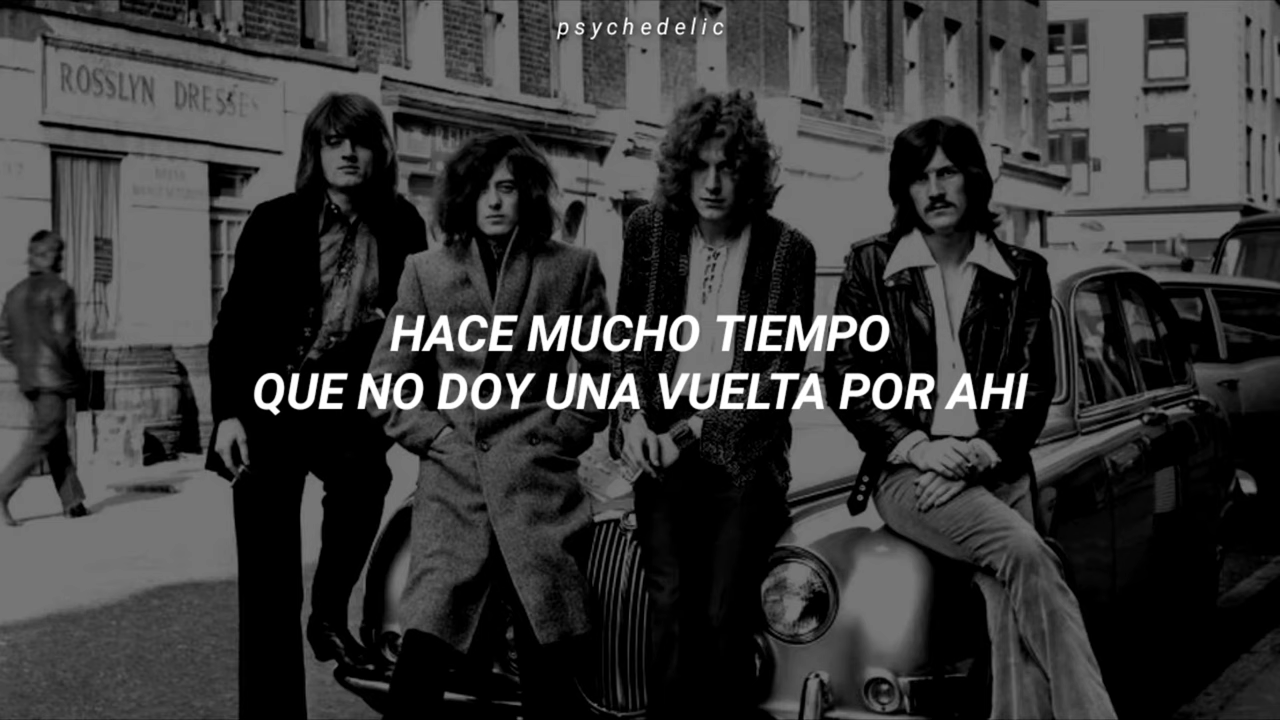 psychedelic
ROSSLYN DRESSES
HACE MUCHO TIEMPO
QUE NO DOY UNA VUELTA POR AHI